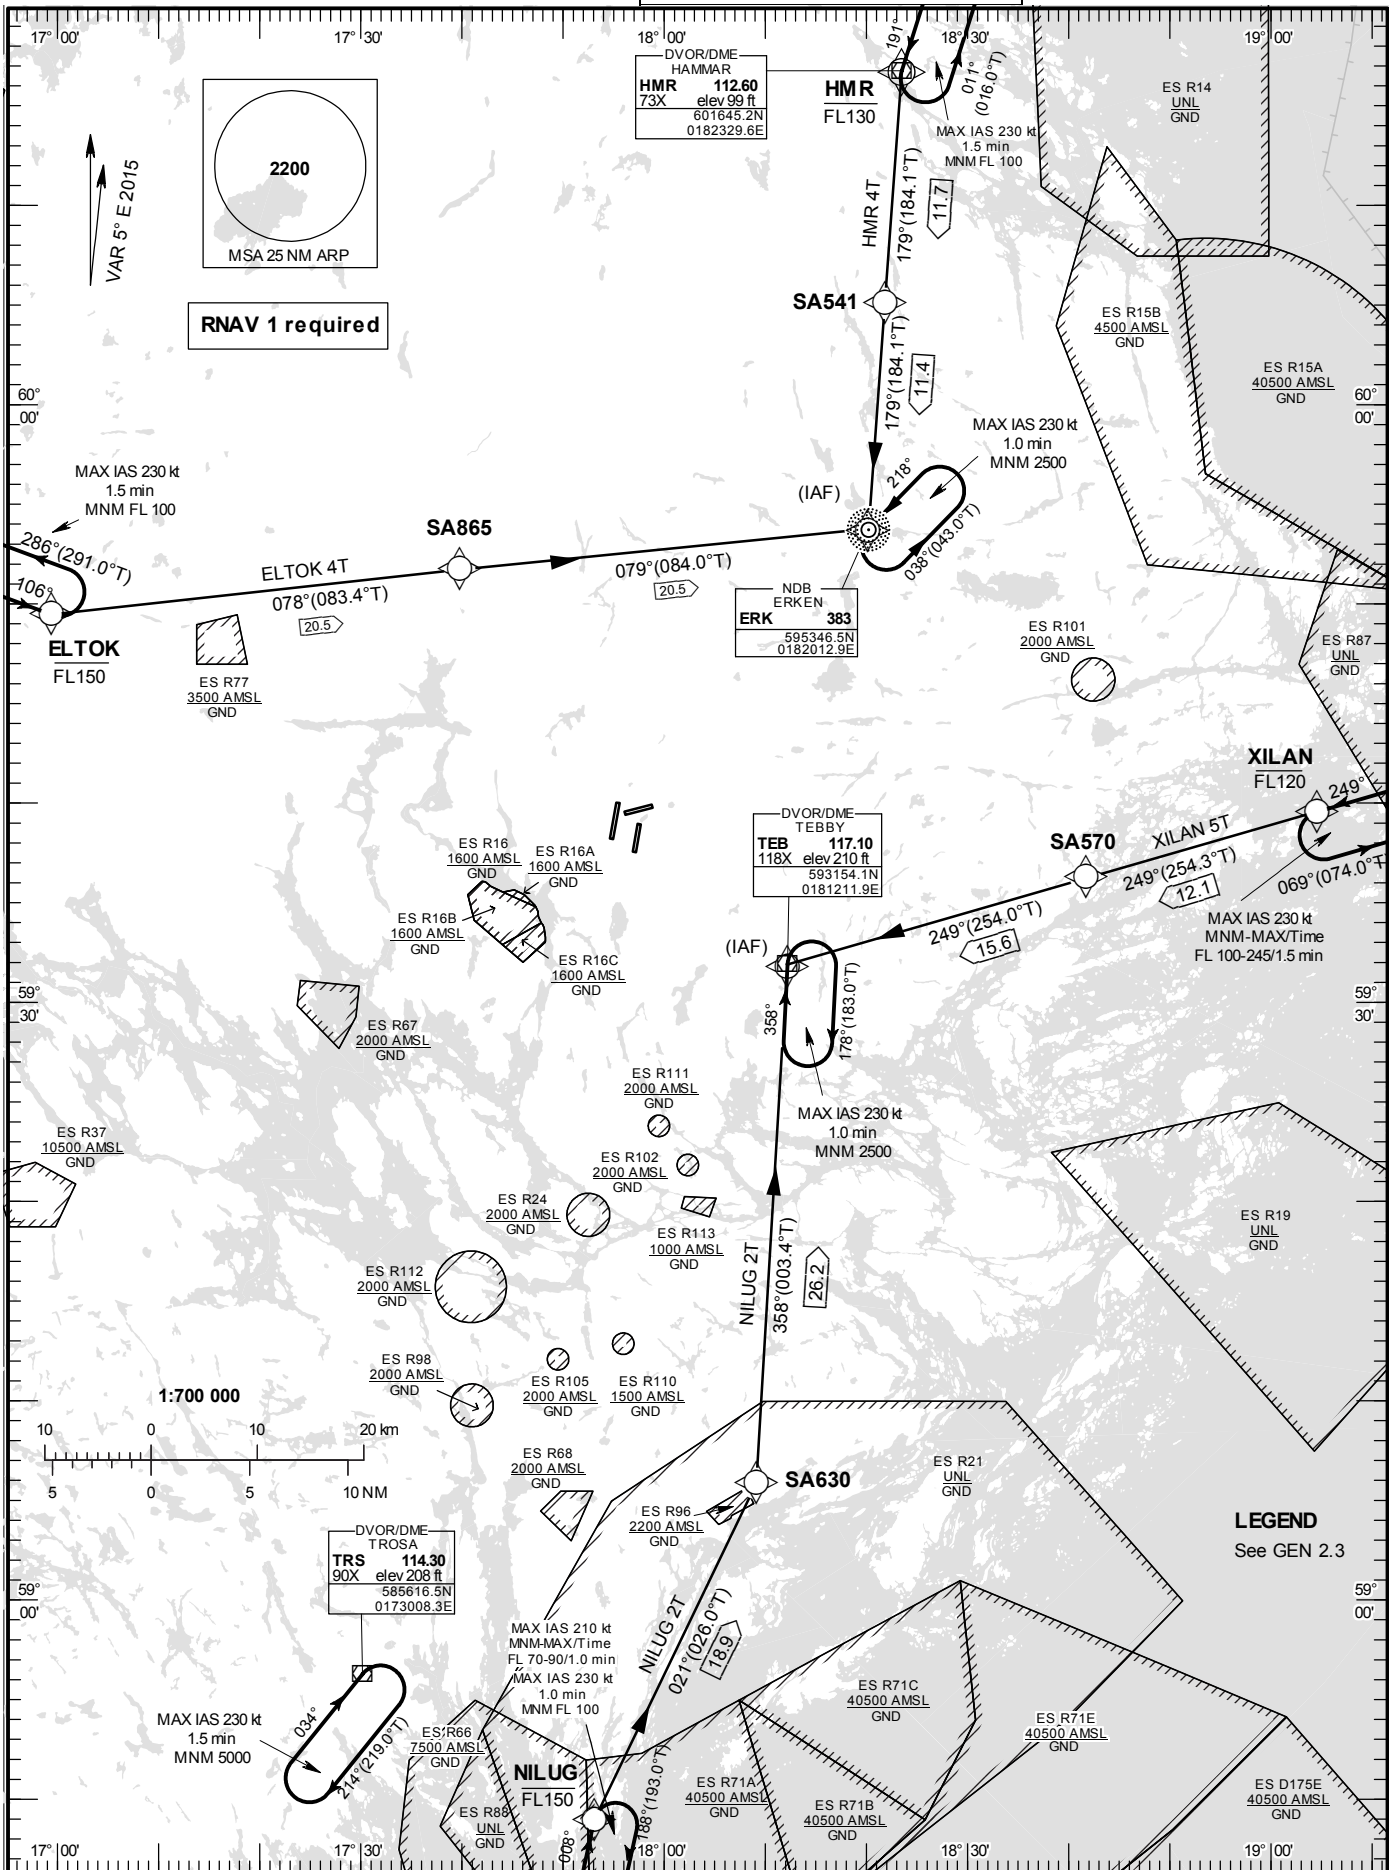 17° 00'
17° 30'
18° 00'
18° 30'
19° 00'
VAR 5° E 2015
2200
MSA 25 NM ARP
RNAV 1 required
DVOR/DME
HAMMAR
HMR 112.60
73X elev 99 ft
601645.2N
0182329.6E
HMR
FL130
191°
011°
(016.0°T)
MAX IAS 230 kt
1.5 min
MNM FL 100
HMR 4T
179°(184.1°T)
11.7
SA541
179°(184.1°T)
11.4
ES R14
UNL
GND
ES R15B
4500 AMSL
GND
ES R15A
40500 AMSL
GND
60°
00'
60°
00'
MAX IAS 230 kt
1.0 min
MNM 2500
(IAF)
218°
038°(043.0°T)
MAX IAS 230 kt
1.5 min
MNM FL 100
286°(291.0°T)
106°
ELTOK
FL150
ELTOK 4T
078°(083.4°T)
20.5
SA865
079°(084.0°T)
20.5
NDB
ERKEN
ERK 383
595346.5N
0182012.9E
ES R77
3500 AMSL
GND
ES R101
2000 AMSL
GND
ES R87
UNL
GND
XILAN
FL120
249°
069°(074.0°T
XILAN 5T
249°(254.3°T)
12.1
SA570
249°(254.0°T)
15.6
MAX IAS 230 kt
MNM-MAX/Time
FL 100-245/1.5 min
DVOR/DME
TEBBY
TEB 117.10
118X elev 210 ft
593154.1N
0181211.9E
(IAF)
358°
178°(183.0°T)
MAX IAS 230 kt
1.0 min
MNM 2500
ES R16
1600 AMSL
GND
ES R16A
1600 AMSL
GND
ES R16B
1600 AMSL
GND
ES R16C
1600 AMSL
GND
59°
30'
59°
30'
ES R67
2000 AMSL
GND
ES R111
2000 AMSL
GND
ES R37
10500 AMSL
GND
ES R102
2000 AMSL
GND
ES R24
2000 AMSL
GND
ES R113
1000 AMSL
GND
ES R19
UNL
GND
NILUG 2T
358°(003.4°T)
26.2
ES R112
2000 AMSL
GND
ES R98
2000 AMSL
GND
ES R105
2000 AMSL
GND
ES R110
1500 AMSL
GND
1:700 000
10 0 10 20 km
5 0 5 10 NM
ES R68
2000 AMSL
GND
ES R96
2200 AMSL
GND
SA630
ES R21
UNL
GND
LEGEND
See GEN 2.3
DVOR/DME
TROSA
TRS 114.30
90X elev 208 ft
585616.5N
0173008.3E
59°
00'
59°
00'
034°
214°(219.0°T)
MAX IAS 230 kt
1.5 min
MNM 5000
MAX IAS 210 kt
MNM-MAX/Time
FL 70-90/1.0 min
MAX IAS 230 kt
1.0 min
MNM FL 100
NILUG 2T
021°(026.0°T)
18.9
NILUG
FL150
008°
188°(193.0°T)
ES R66
7500 AMSL
GND
ES R88
UNL
GND
ES R71A
40500 AMSL
GND
ES R71B
40500 AMSL
GND
ES R71C
40500 AMSL
GND
ES R71E
40500 AMSL
GND
ES D175E
40500 AMSL
GND
17° 00'
17° 30'
18° 00'
18° 30'
19° 00'